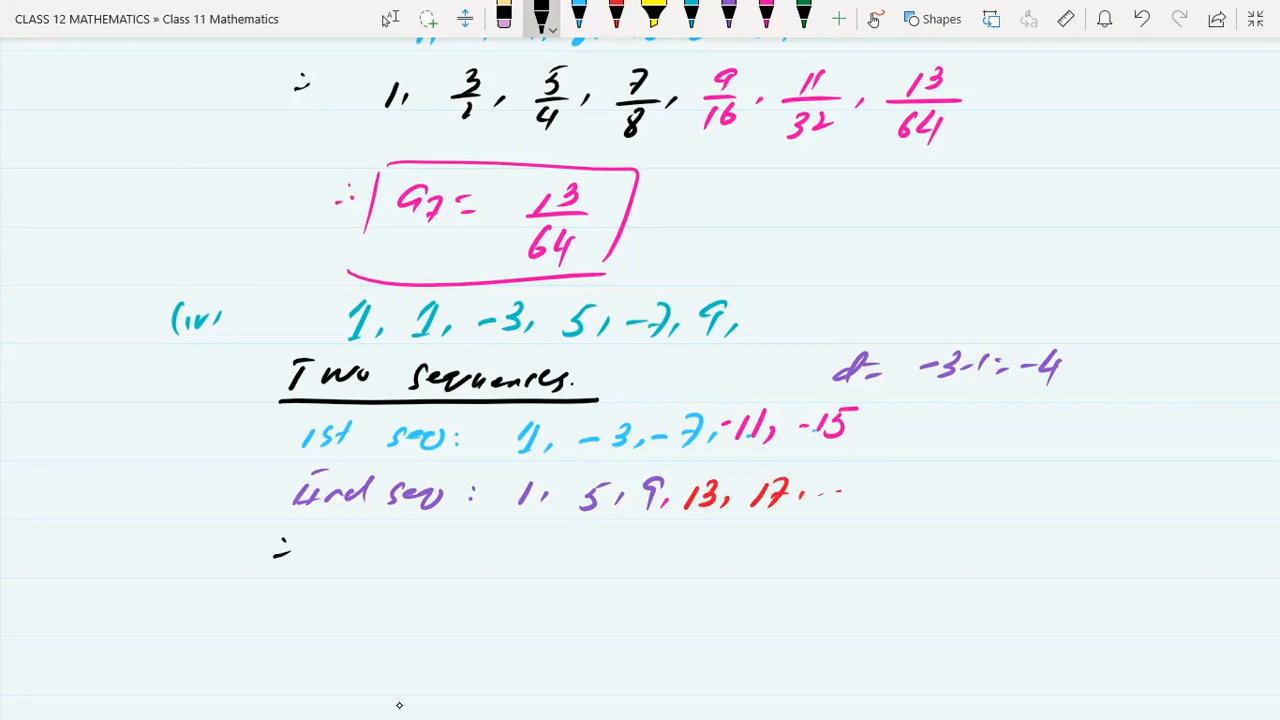 CLASS 12 MATHEMATICS » Class 11 Mathematics
Shapes
∴ 1, 3/2, 5/4, 7/8, 9/16, 11/32, 13/64
∴ a7 = 13/64
(iv) 1, 1, -3, 5, -7, 9,
Two sequences.
d = -3-1 = -4
1st seq: 1, -3, -7, -11, -15
IInd seq: 1, 5, 9, 13, 17, ...
∴